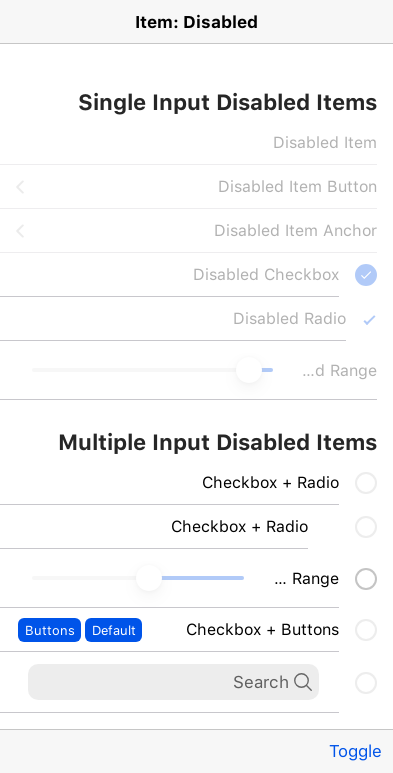 Item: Disabled
Single Input Disabled Items
Disabled Item
Disabled Item Button
Disabled Item Anchor
Disabled Checkbox
Disabled Radio
...d Range
Multiple Input Disabled Items
Checkbox + Radio
Checkbox + Radio
... Range
Checkbox + Buttons
Default
Buttons
Search
Toggle